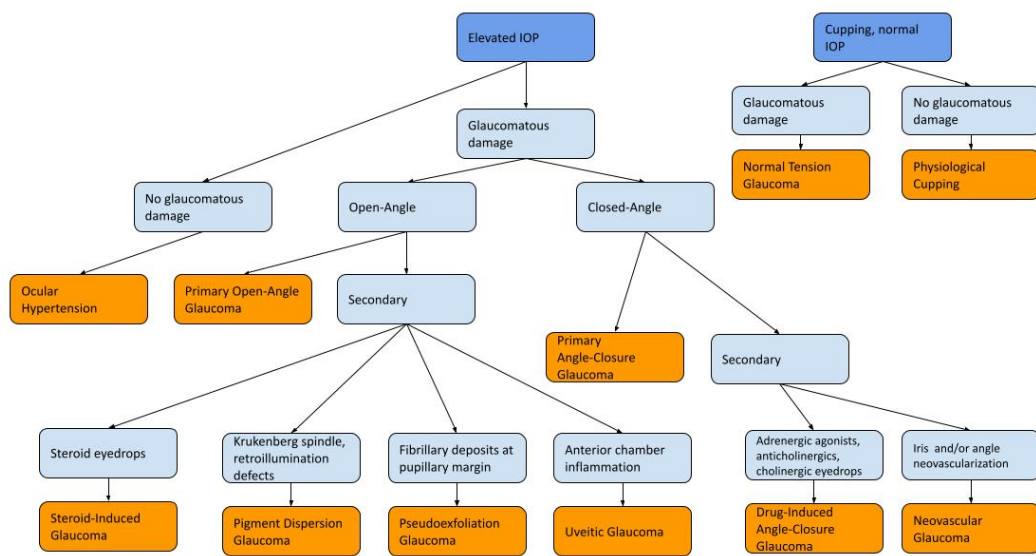 Elevated IOP
Cupping, normal
IOP
Glaucomatous
damage
No glaucomatous
damage
Glaucomatous
damage
Normal Tension
Glaucoma
Physiological
Cupping
No glaucomatous
damage
Open-Angle
Closed-Angle
Ocular
Hypertension
Primary Open-Angle
Glaucoma
Secondary
Primary
Angle-Closure
Glaucoma
Secondary
Steroid eyedrops
Krukenberg spindle,
retroillumination
defects
Fibrillary deposits at
pupillary margin
Anterior chamber
inflammation
Adrenergic agonists,
anticholinergics,
cholinergic eyedrops
Iris and/or angle
neovascularization
Steroid-Induced
Glaucoma
Pigment Dispersion
Glaucoma
Pseudoexfoliation
Glaucoma
Uveitic Glaucoma
Drug-Induced
Angle-Closure
Glaucoma
Neovascular
Glaucoma